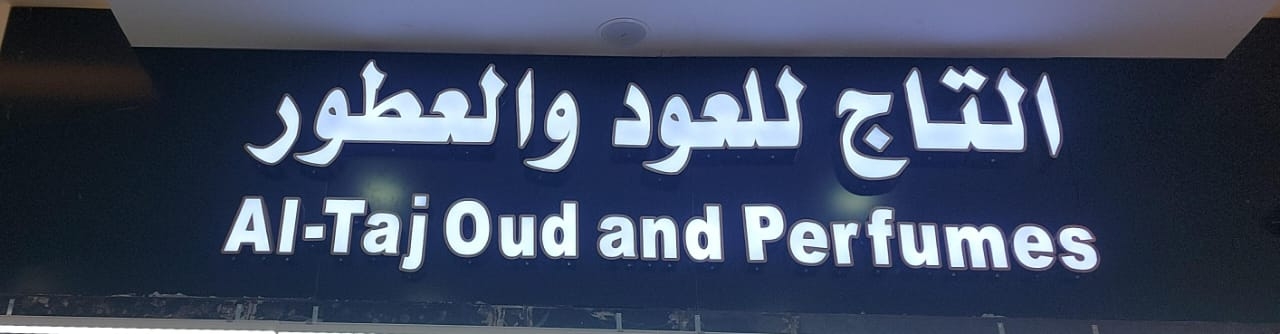 التاج للعود والعطور
Al-Taj Oud and Perfumes